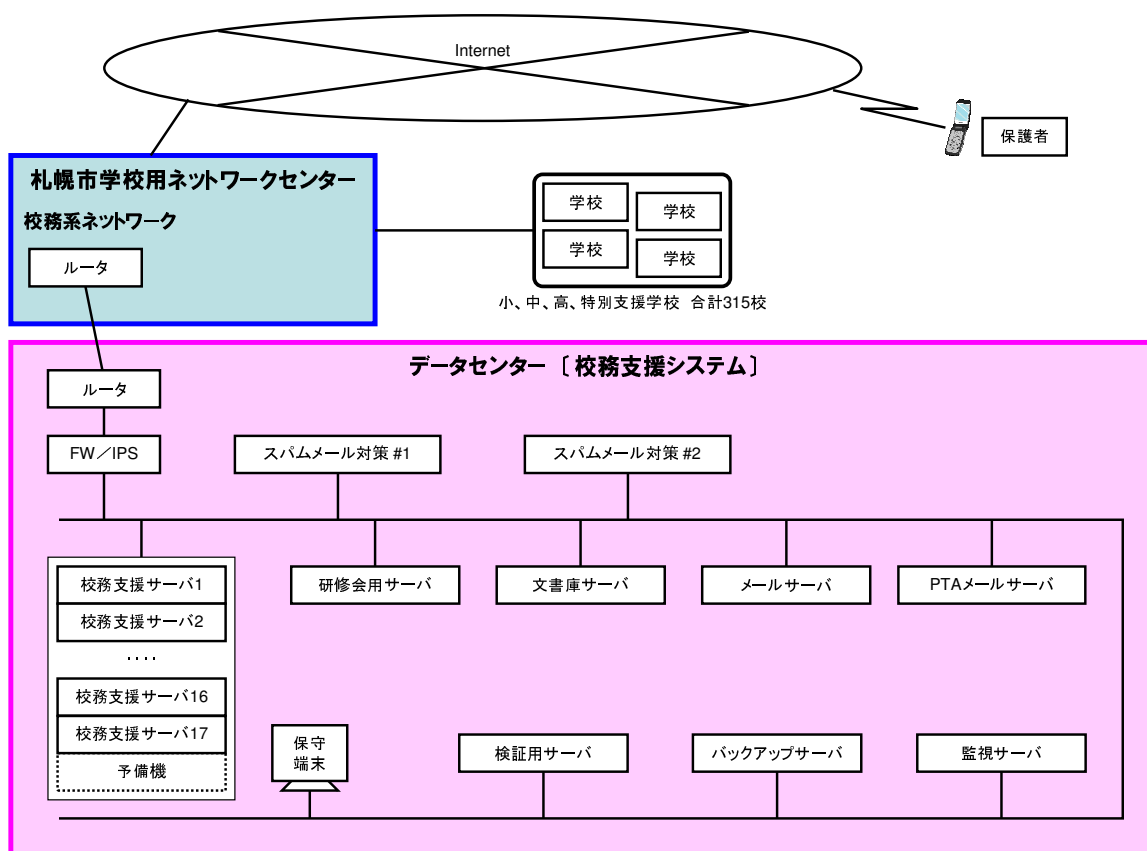 Internet
保護者
札幌市学校用ネットワークセンター
校務系ネットワーク
ルータ
学校
学校
学校
学校
小、中、高、特別支援学校 合計315校
データセンター〔校務支援システム〕
ルータ
FW／IPS
スパムメール対策 #1
スパムメール対策 #2
校務支援サーバ1
校務支援サーバ2
‥‥
校務支援サーバ16
校務支援サーバ17
予備機
研修会用サーバ
文書庫サーバ
メールサーバ
PTAメールサーバ
保守
端末
検証用サーバ
バックアップサーバ
監視サーバ